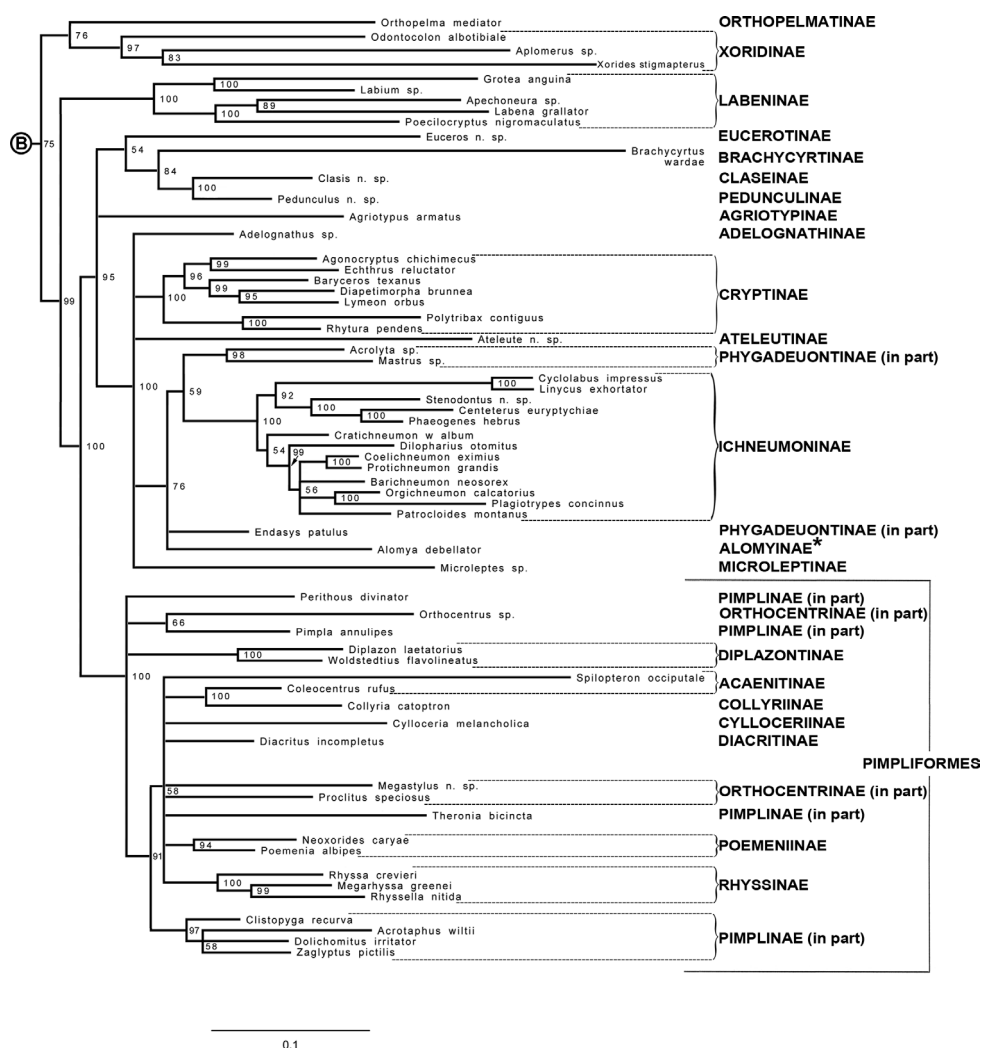 Orthopelma mediator ORTHOPELMATINAE
76
Odontocolon albotibiale
97
Aplomerus sp. XORIDINAE
83
Xorides stigmapterus
Grotea anguina
100
Labium sp.
100
Apechoneura sp. LABENINAE
89
Labena grallator
100
Poecilocryptus nigromaculatus
Euceros n. sp. EUCEROTINAE
B 75
54
Brachycyrtus wardae BRACHYCYRTINAE
84
Clasis n. sp. CLASEINAE
100
Pedunculus n. sp. PEDUNCULINAE
Agriotypus armatus AGRIOTYPINAE
Adelognathus sp. ADELOGNATHINAE
Agonocryptus chichimecus
99
Echthrus reluctator
95
96
Baryceros texanus
99
Diapetimorpha brunnea
95
CRYPTINAE
100
Lymeon orbus
99
Polytribax contiguus
100
Rhytura pendens
Ateleute n. sp. ATELEUTINAE
Acrolyta sp.
98
PHYGADEUONTINAE (in part)
Mastrus sp.
Cyclolabus impressus
100
100
59
Linycus exhortator
92
Stenodontus n. sp.
100
Centeterus euryptychiae
100
100
Phaeogenes hebrus
Cratichneumon w album
100
54
99
Dilopharius otomitus ICHNEUMONINAE
Coelichneumon eximius
100
Protichneumon grandis
Barichneumon neosorex
76
56
Orgichneumon calcatorius
100
Plagiotrypes concinnus
Patrocloides montanus
Endasys patulus PHYGADEUONTINAE (in part)
Alomya debellator ALOMYINAE*
Microleptes sp. MICROLEPTINAE
Perithous divinator PIMPLINAE (in part)
Orthocentrus sp. ORTHOCENTRINAE (in part)
66
Pimpla annulipes PIMPLINAE (in part)
Diplazon laetatorius
100
DIPLAZONTINAE
Woldstedtius flavolineatus
100
Spilopteron occiputale
ACAENITINAE
Coleocentrus rufus
100
Collyria catoptron COLLYRIINAE
Cylloceria melancholica CYLLOCERIINAE
Diacritus incompletus DIACRITINAE
PIMPLIFORMES
Megastylus n. sp.
58
ORTHOCENTRINAE (in part)
Proclitus speciosus
Theronia bicincta PIMPLINAE (in part)
Neoxorides caryae
94
POEMENIINAE
Poemenia albipes
91
Rhyssa crevieri
100
Megarhyssa greenei RHYSSINAE
99
Rhyssella nitida
Clistopyga recurva
97
Acrotaphus wiltii
Dolichomitus irritator PIMPLINAE (in part)
58
Zaglyptus pictilis
0.1